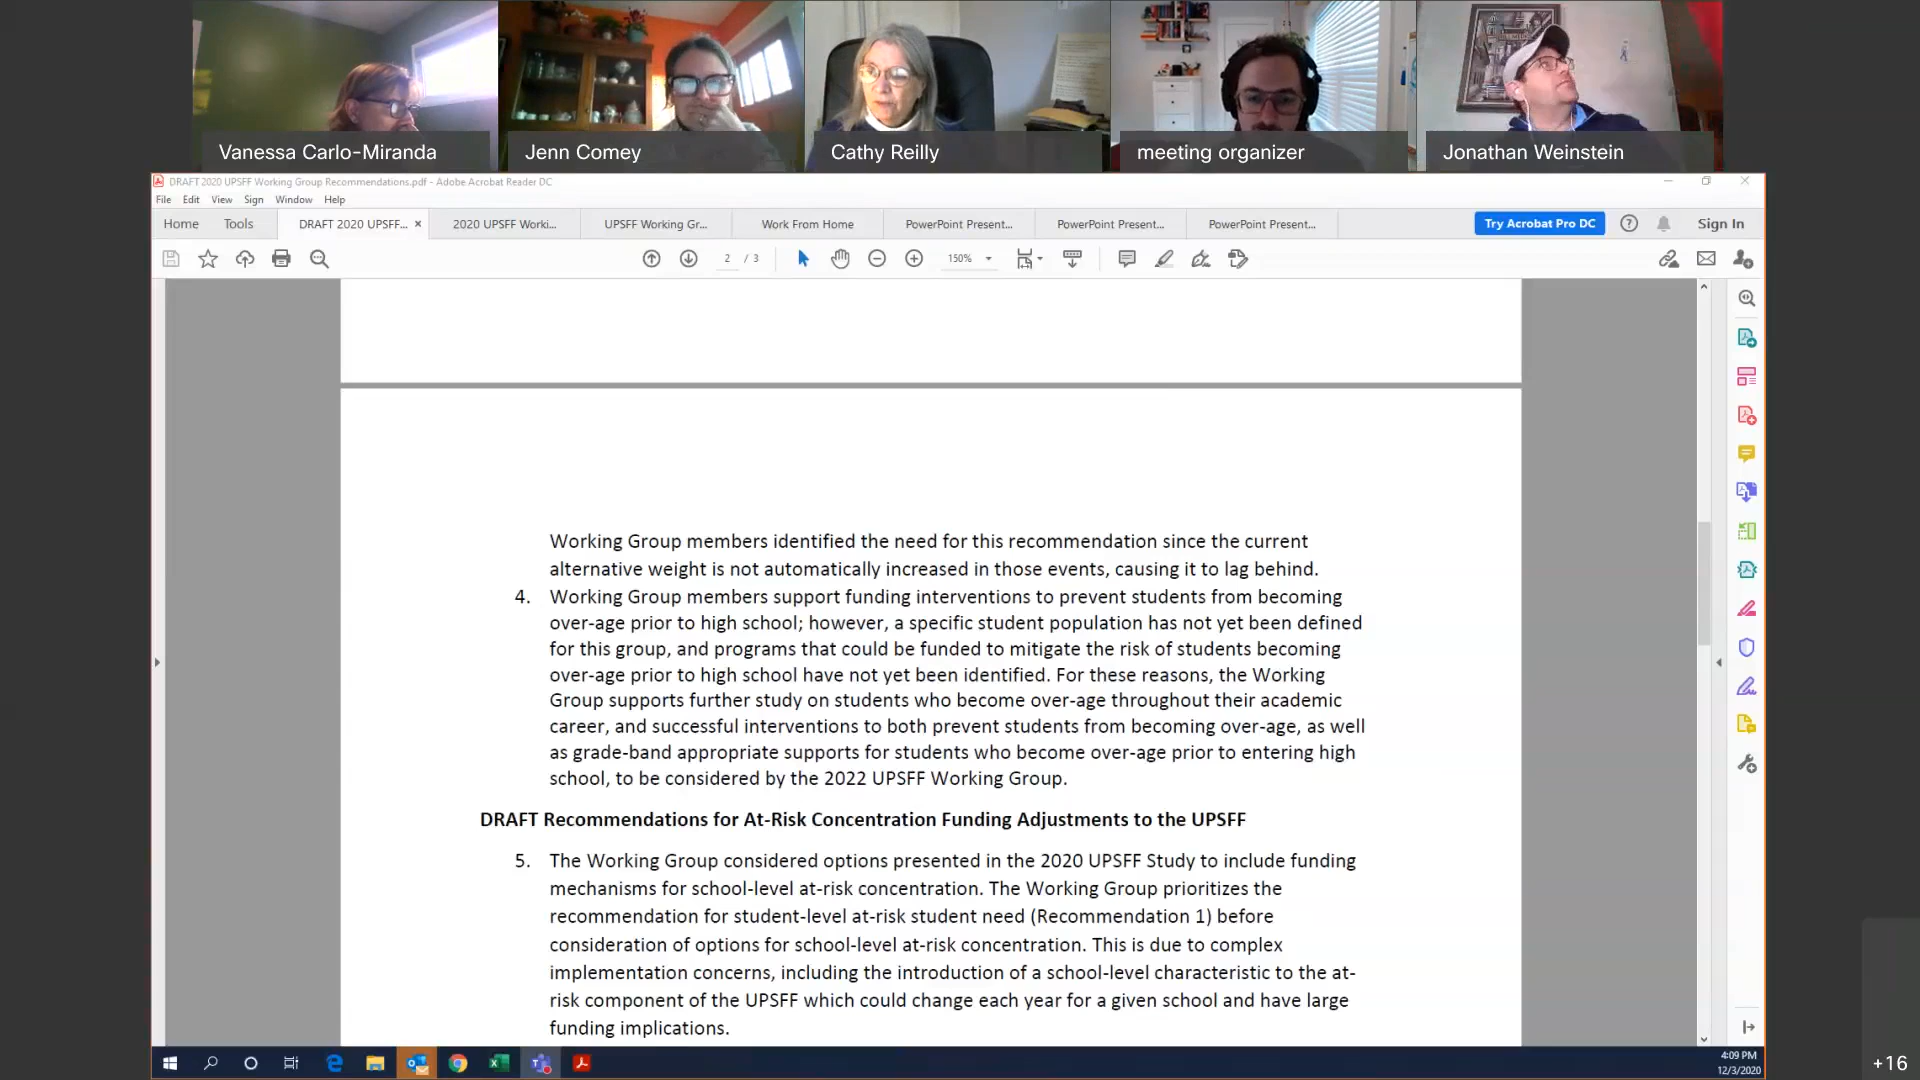 Vanessa Carlo-Miranda
Jenn Comey
Cathy Reilly
meeting organizer
Jonathan Weinstein
DRAFT 2020 UPSFF Working Group Recommendations.pdf - Adobe Acrobat Reader DC
File Edit View Sign Window Help
Home Tools DRAFT 2020 UPSFF... × 2020 UPSFF Worki... UPSFF Working Gr... Work From Home PowerPoint Present... PowerPoint Present... PowerPoint Present... Try Acrobat Pro DC Sign In
2 / 3 150%
Working Group members identified the need for this recommendation since the current
alternative weight is not automatically increased in those events, causing it to lag behind.
4. Working Group members support funding interventions to prevent students from becoming
over-age prior to high school; however, a specific student population has not yet been defined
for this group, and programs that could be funded to mitigate the risk of students becoming
over-age prior to high school have not yet been identified. For these reasons, the Working
Group supports further study on students who become over-age throughout their academic
career, and successful interventions to both prevent students from becoming over-age, as well
as grade-band appropriate supports for students who become over-age prior to entering high
school, to be considered by the 2022 UPSFF Working Group.
DRAFT Recommendations for At-Risk Concentration Funding Adjustments to the UPSFF
5. The Working Group considered options presented in the 2020 UPSFF Study to include funding
mechanisms for school-level at-risk concentration. The Working Group prioritizes the
recommendation for student-level at-risk student need (Recommendation 1) before
consideration of options for school-level at-risk concentration. This is due to complex
implementation concerns, including the introduction of a school-level characteristic to the at-
risk component of the UPSFF which could change each year for a given school and have large
funding implications.
4:09 PM
12/3/2020
+16